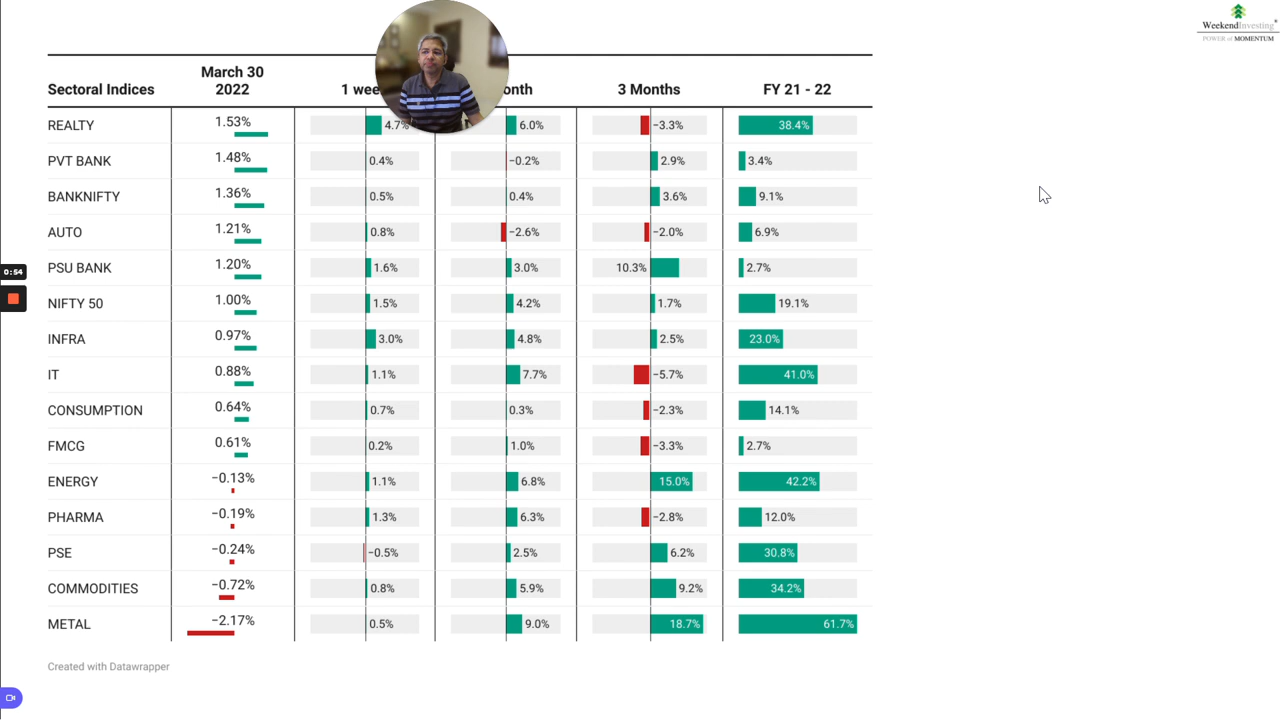 WeekendInvesting®
POWER of MOMENTUM
Sectoral Indices March 30 2022 1 wee onth 3 Months FY 21 - 22
REALTY 1.53% 4.7% 6.0% −3.3% 38.4%
PVT BANK 1.48% 0.4% −0.2% 2.9% 3.4%
BANKNIFTY 1.36% 0.5% 0.4% 3.6% 9.1%
AUTO 1.21% 0.8% −2.6% −2.0% 6.9%
PSU BANK 1.20% 1.6% 3.0% 10.3% 2.7%
NIFTY 50 1.00% 1.5% 4.2% 1.7% 19.1%
INFRA 0.97% 3.0% 4.8% 2.5% 23.0%
IT 0.88% 1.1% 7.7% −5.7% 41.0%
CONSUMPTION 0.64% 0.7% 0.3% −2.3% 14.1%
FMCG 0.61% 0.2% 1.0% −3.3% 2.7%
ENERGY −0.13% 1.1% 6.8% 15.0% 42.2%
PHARMA −0.19% 1.3% 6.3% −2.8% 12.0%
PSE −0.24% −0.5% 2.5% 6.2% 30.8%
COMMODITIES −0.72% 0.8% 5.9% 9.2% 34.2%
METAL −2.17% 0.5% 9.0% 18.7% 61.7%
Created with Datawrapper
0:54